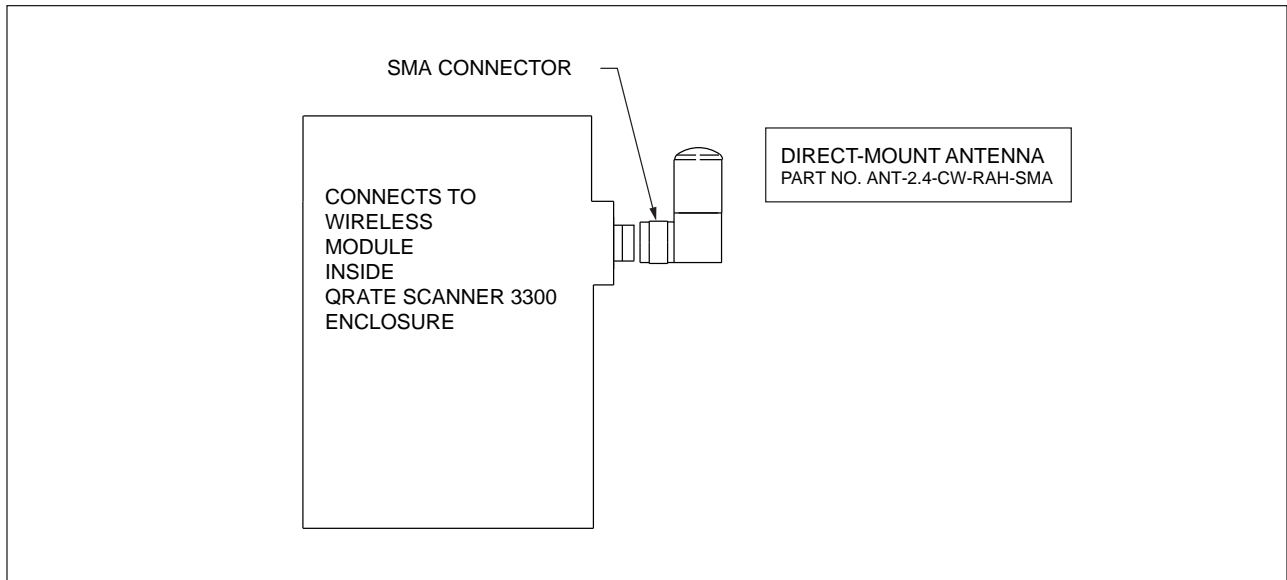 SMA CONNECTOR
DIRECT-MOUNT ANTENNA
PART NO. ANT-2.4-CW-RAH-SMA
CONNECTS TO
WIRELESS
MODULE
INSIDE
QRATE SCANNER 3300
ENCLOSURE